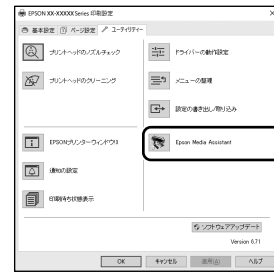 EPSON XX-XXXXX Series 印刷設定
基本設定 ページ設定 ユーティリティー
プリントヘッドのノズルチェック
ドライバーの動作設定
プリントヘッドのクリーニング
メニューの整理
設定の書き出し/取り込み
EPSONプリンターウィンドウ!3
Epson Media Assistant
通知の設定
印刷待ち状態表示
ソフトウェアアップデート
Version 6.71
OK キャンセル 適用(A) ヘルプ